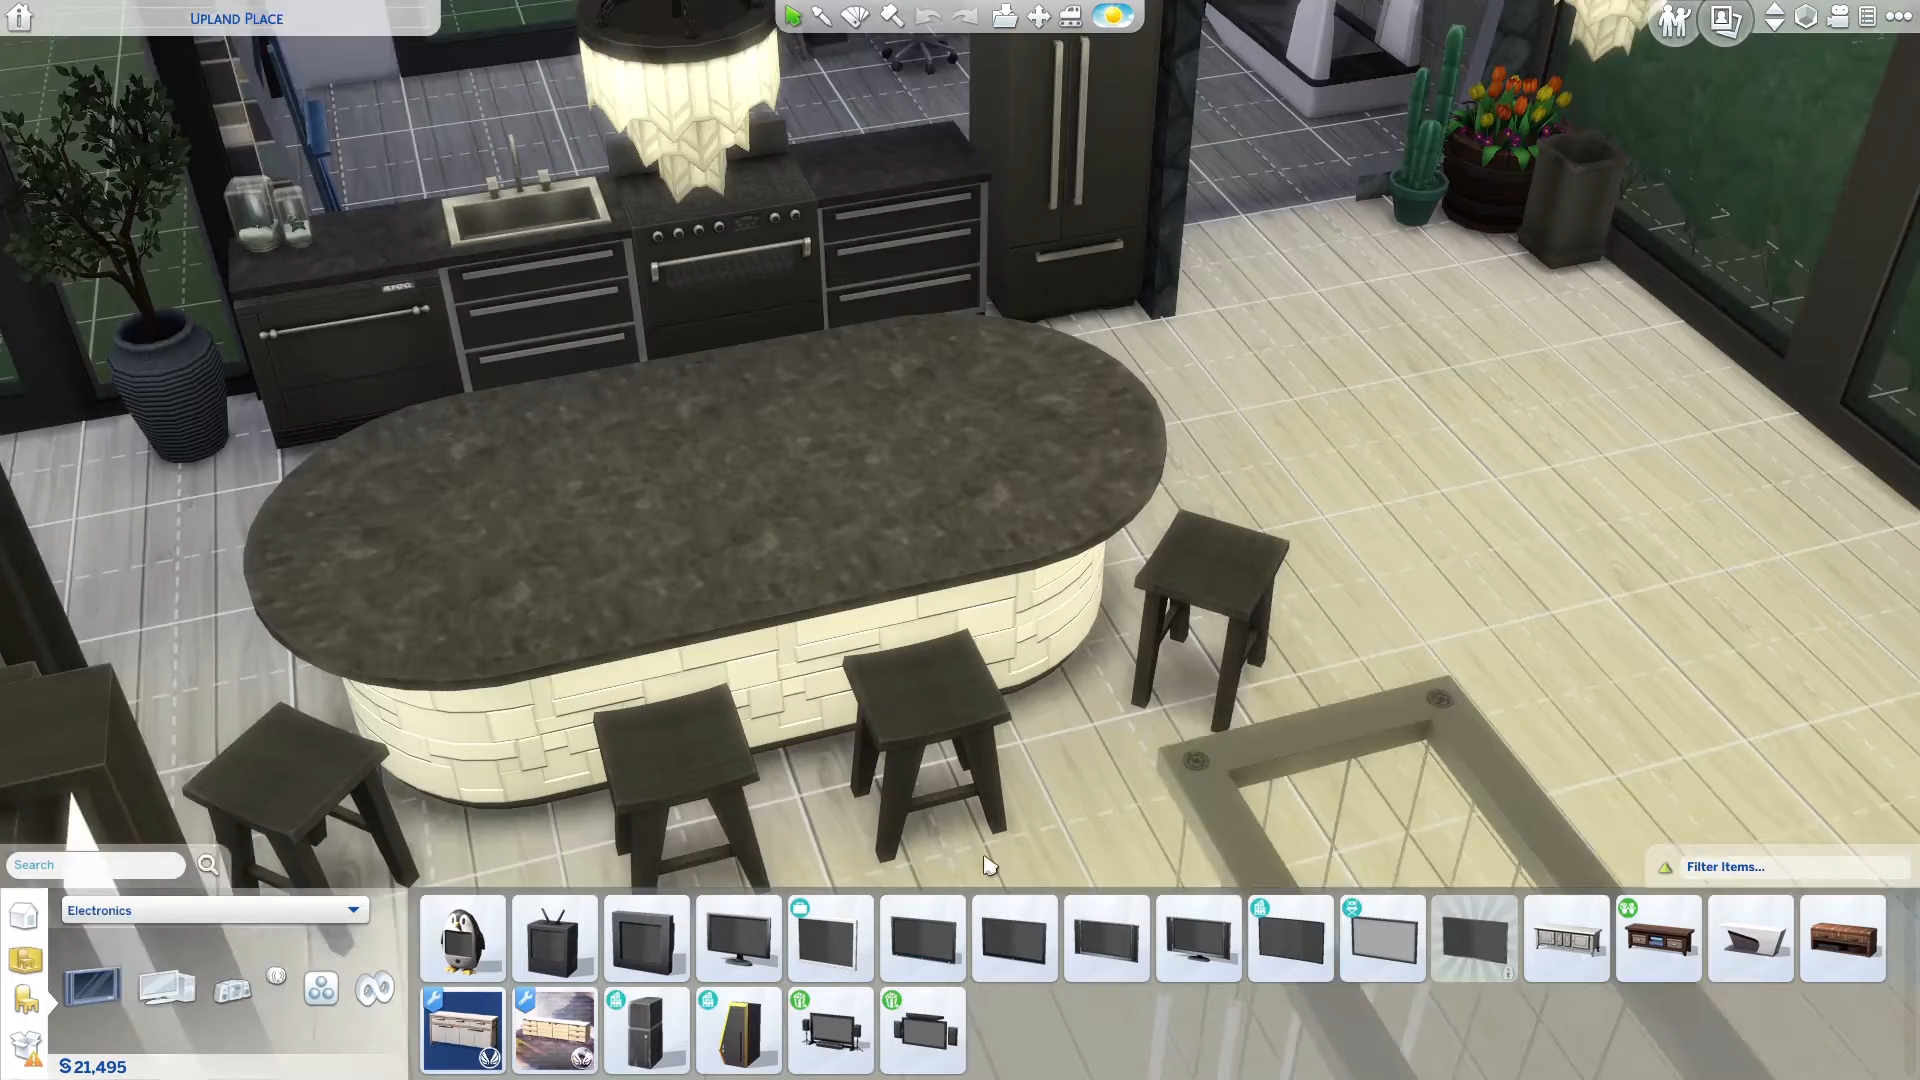 UPLAND PLACE
Search
Filter Items...
Electronics
§21,495